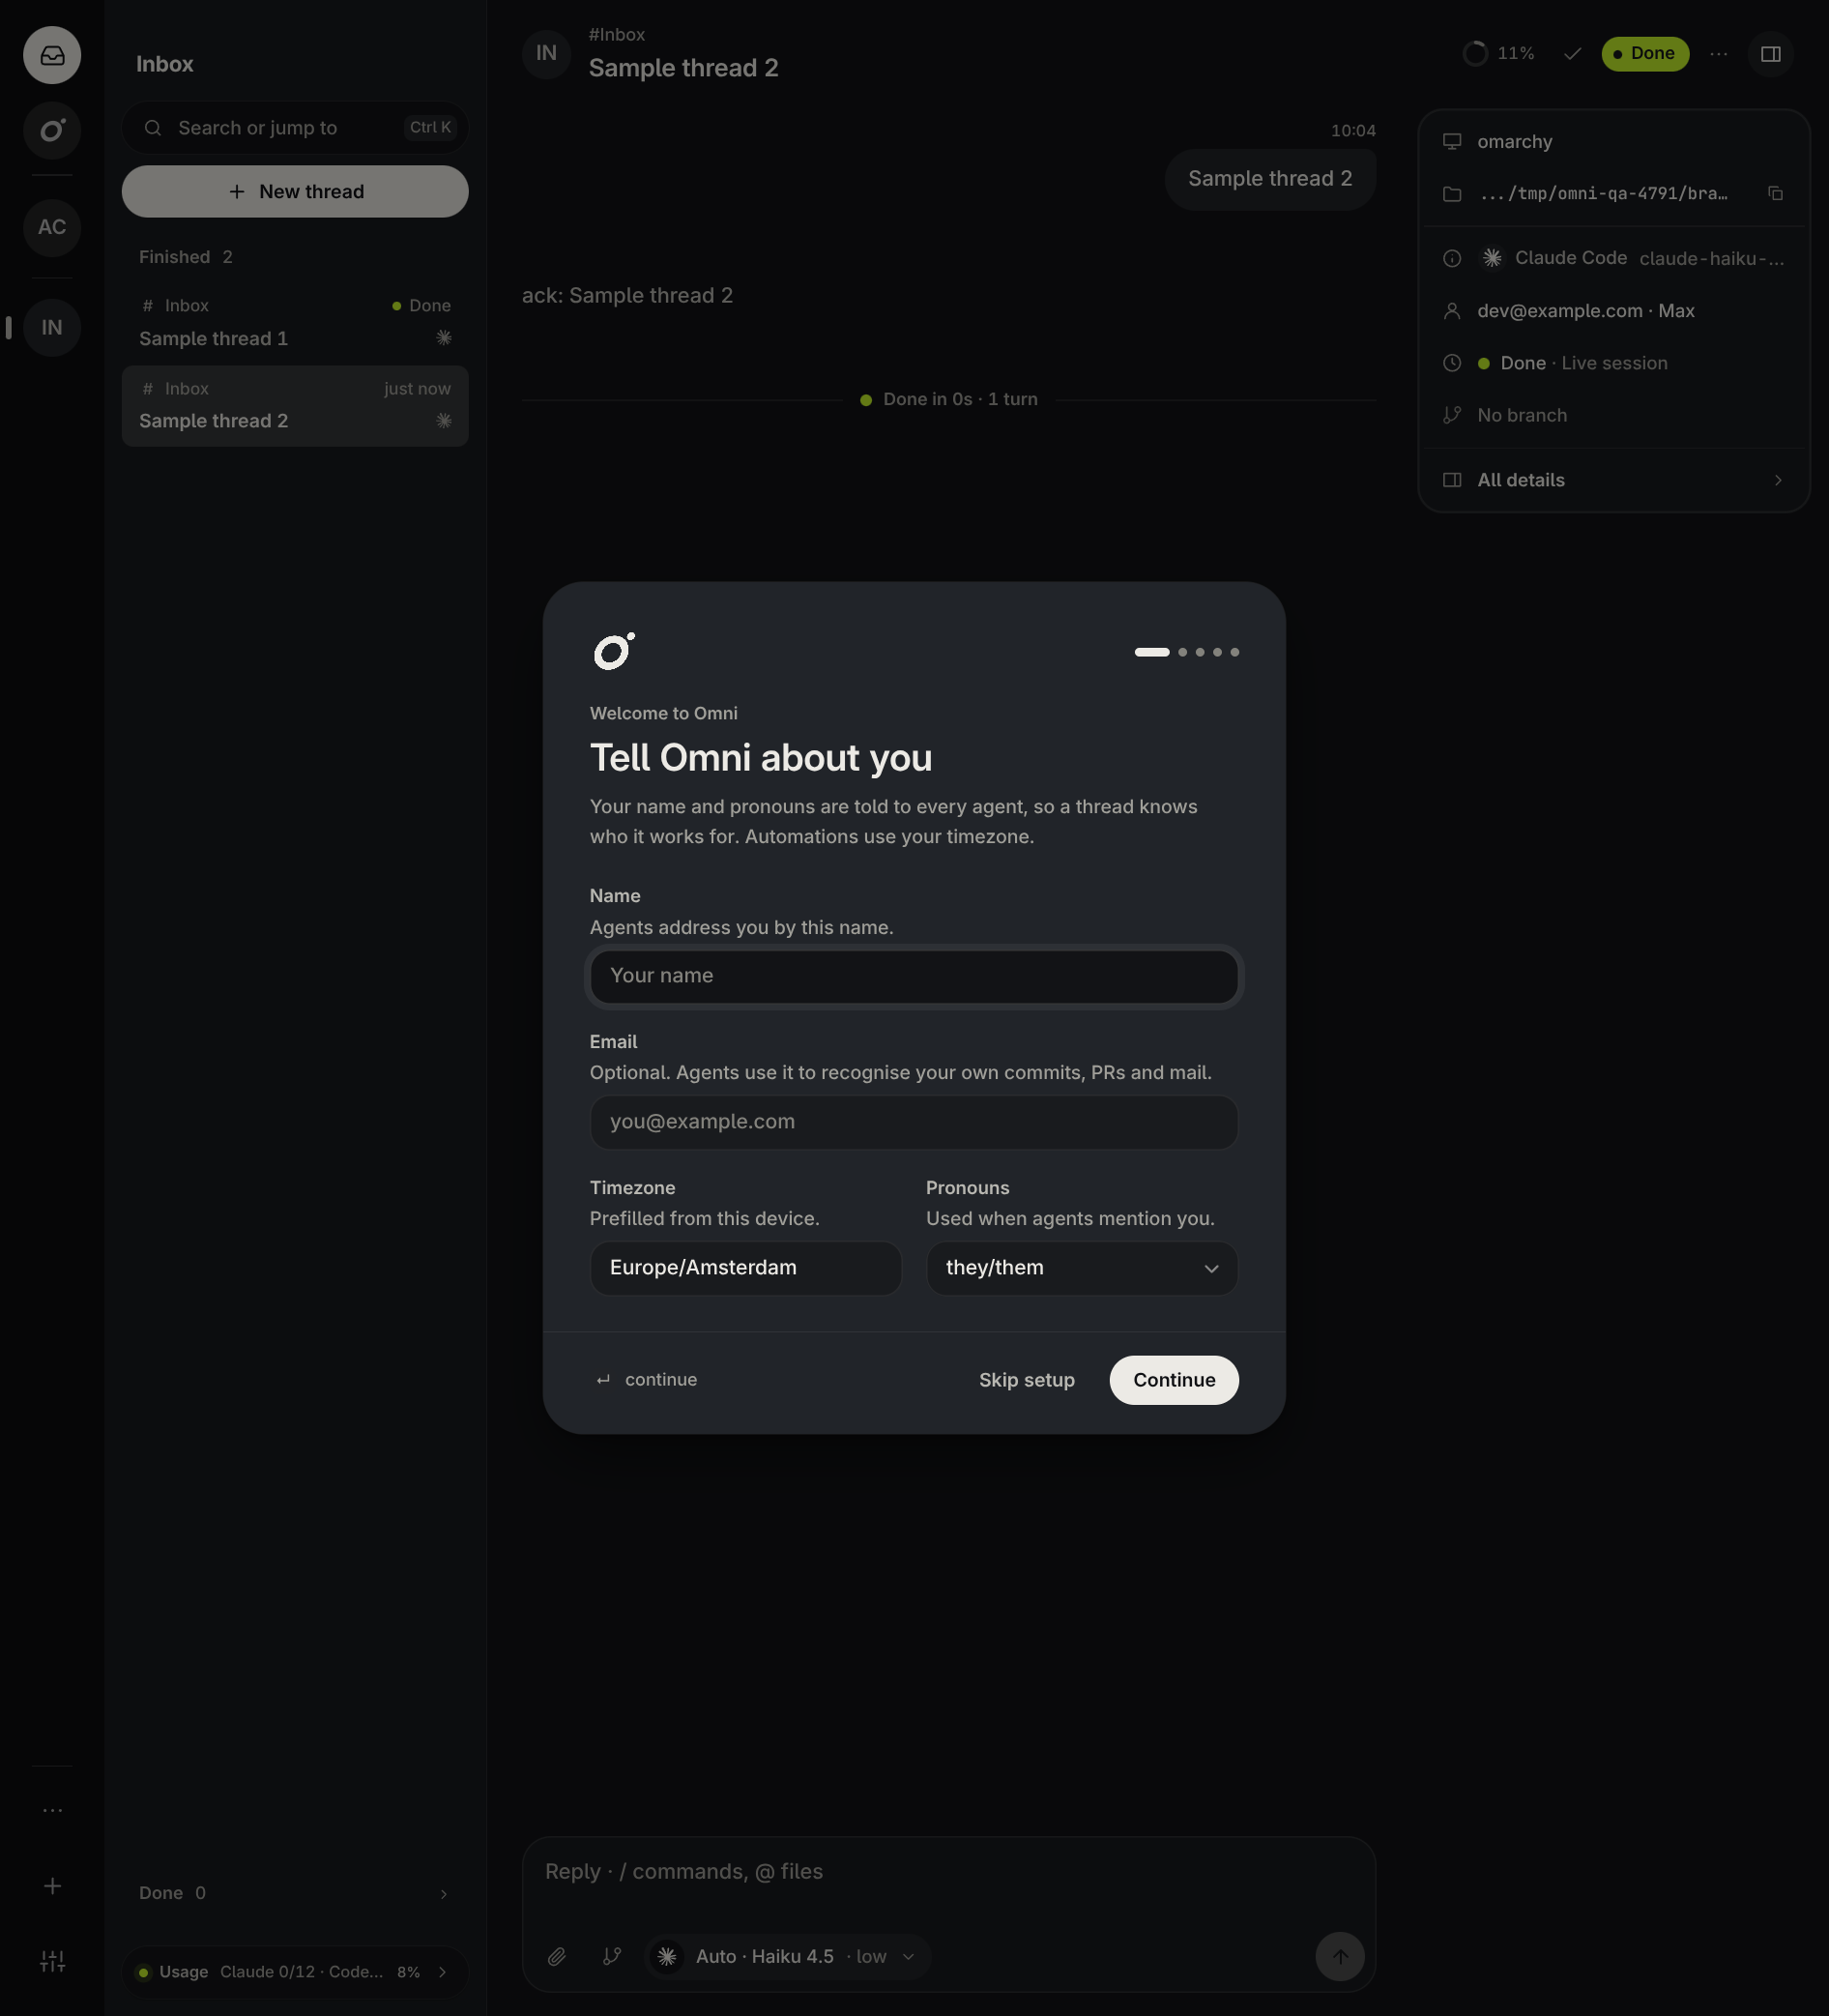 Inbox
Search or jump to
Ctrl K
New thread
Finished 2
# Inbox
Done
Sample thread 1
# Inbox
just now
Sample thread 2
Done 0
Usage Claude 0/12 · Code... 8%
AC
IN
IN
#Inbox
Sample thread 2
11%
Done
10:04
Sample thread 2
ack: Sample thread 2
Done in 0s · 1 turn
omarchy
.../tmp/omni-qa-4791/bra…
Claude Code claude-haiku-...
dev@example.com · Max
Done · Live session
No branch
All details
Welcome to Omni
Tell Omni about you
Your name and pronouns are told to every agent, so a thread knows
who it works for. Automations use your timezone.
Name
Agents address you by this name.
Your name
Email
Optional. Agents use it to recognise your own commits, PRs and mail.
you@example.com
Timezone
Prefilled from this device.
Europe/Amsterdam
Pronouns
Used when agents mention you.
they/them
continue
Skip setup
Continue
Reply · / commands, @ files
Auto · Haiku 4.5 · low